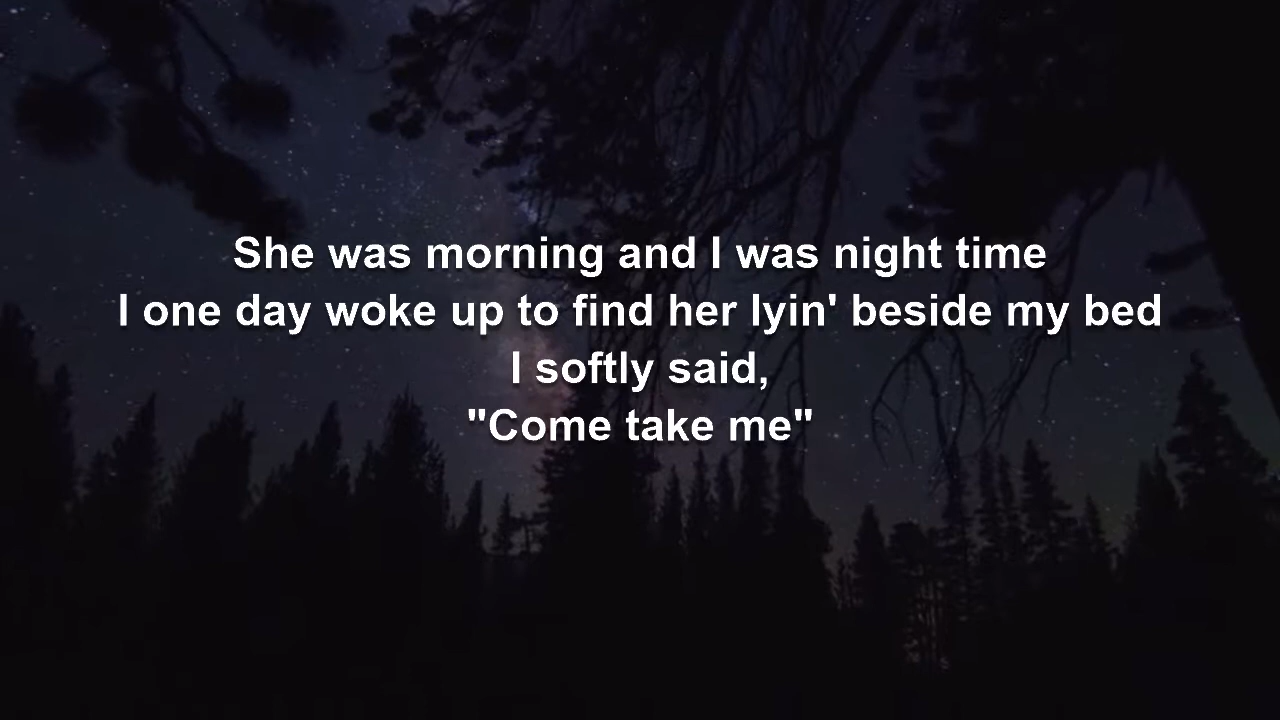 She was morning and I was night time
I one day woke up to find her lyin' beside my bed
I softly said,
"Come take me"